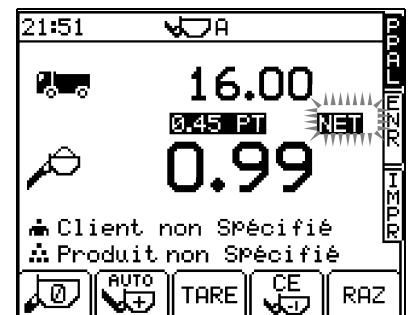 21:51 A
16.00
0.45 PT NET
0.99
Client non Spécifié
Produit non Spécifié
0 AUTO + TARE CE -1 RAZ
PPAL
ENR
IMPR